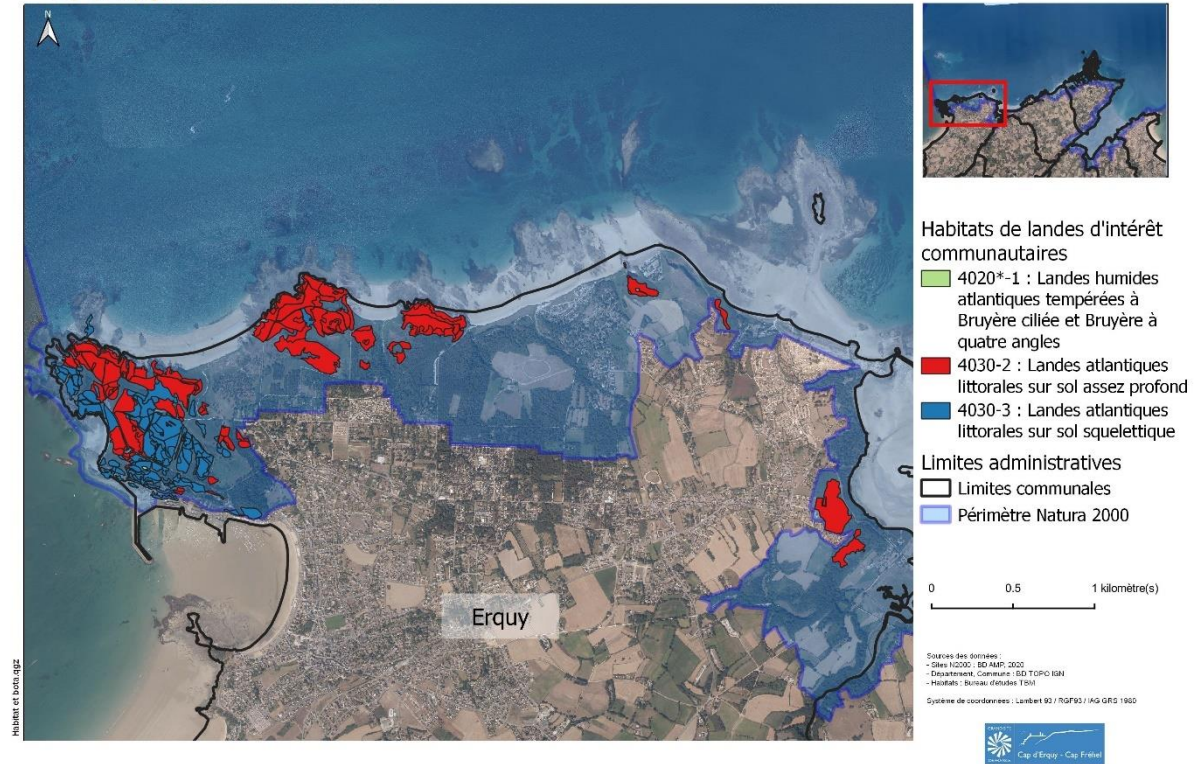 N
Habitats de landes d'intérêt
communautaires
4020*-1 : Landes humides
atlantiques tempérées à
Bruyère ciliée et Bruyère à
quatre angles
4030-2 : Landes atlantiques
littorales sur sol assez profond
4030-3 : Landes atlantiques
littorales sur sol squelettique
Limites administratives
Limites communales
Périmètre Natura 2000
0 0.5 1 kilomètre(s)
Erquy
Sources des données :
- Sites N2000 : BD AMP, 2020
- Département, Commune : BD TOPO IGN
- Habitats : Bureau d'études TBM
Système de coordonnées : Lambert 93 / RGF93 / IAG GRS 1980
Habitat et bota.qgz
Cap d'Erquy - Cap Fréhel